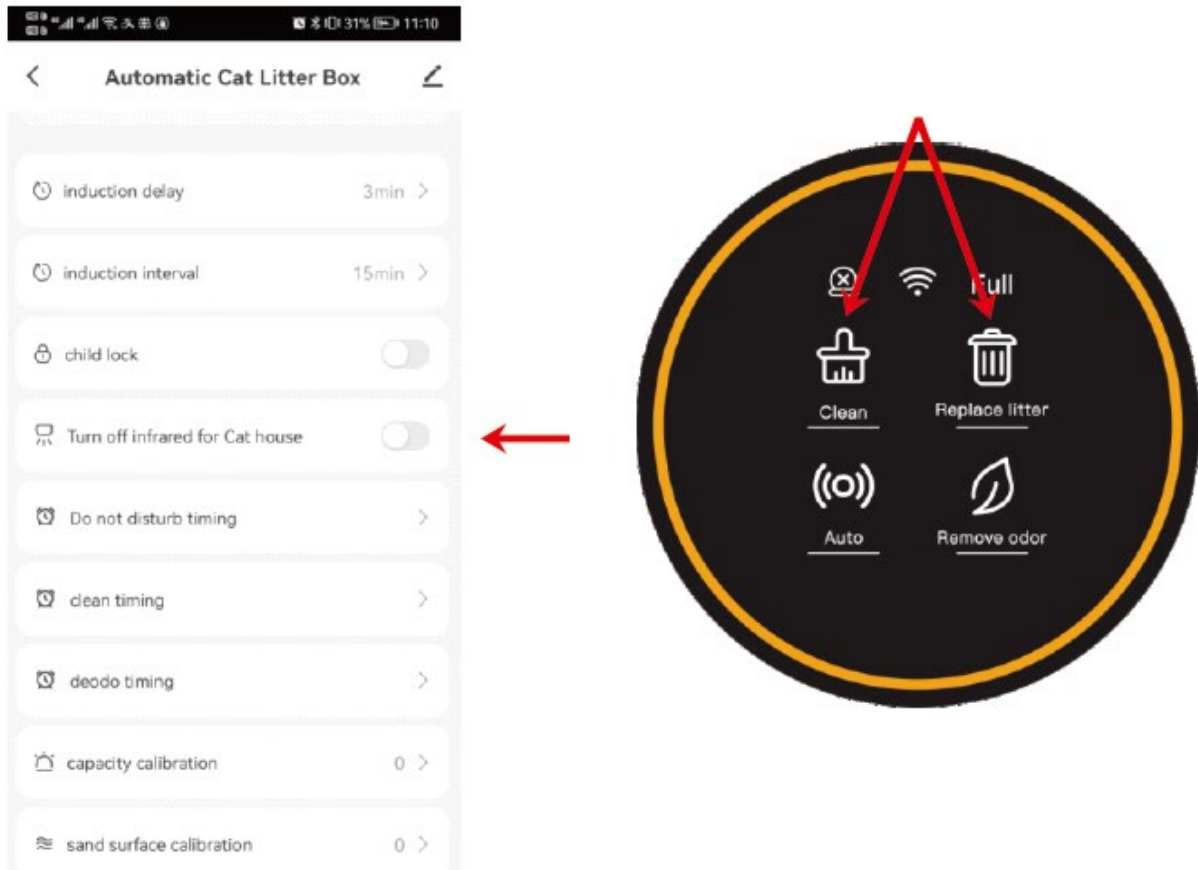 31% 11:10
Automatic Cat Litter Box
induction delay 3min
induction interval 15min
child lock
Turn off infrared for Cat house
Do not disturb timing
clean timing
deodo timing
capacity calibration 0
sand surface calibration 0
Full
Clean Replace litter
Auto Remove odor